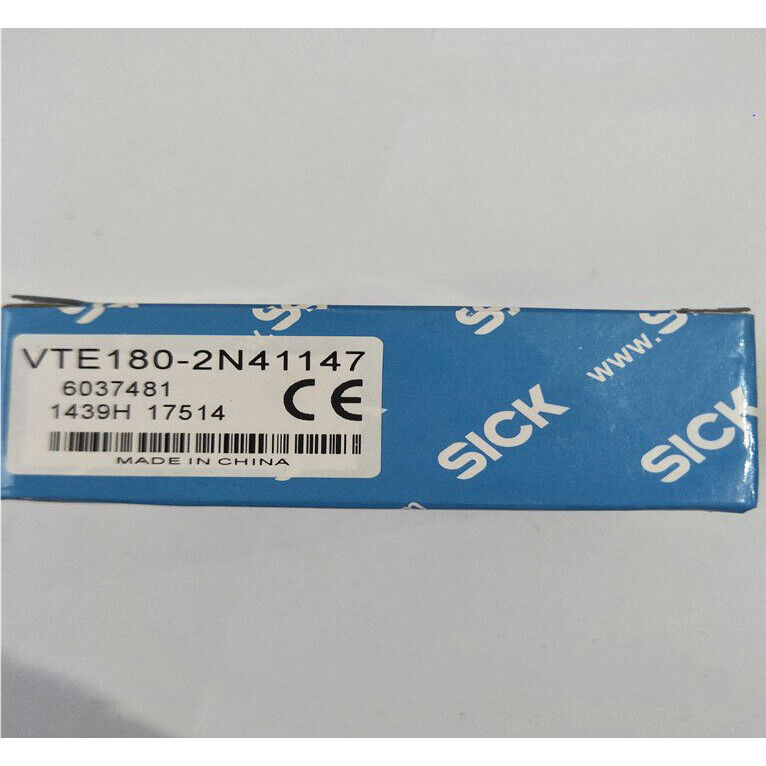 VTE180-2N41147
6037481
1439H 17514
CE
MADE IN CHINA
SICK
SICK
www.